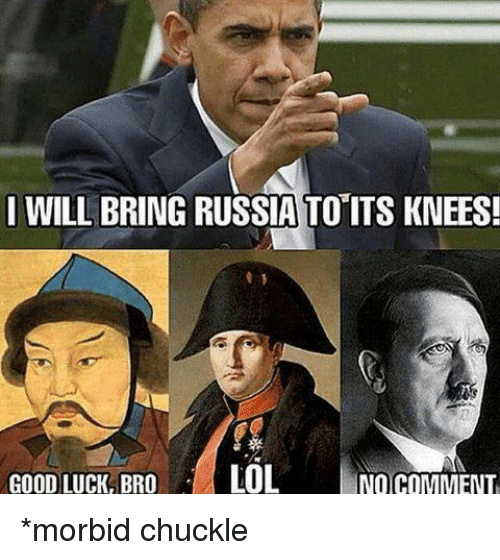 I WILL BRING RUSSIA TO ITS KNEES!
GOOD LUCK, BRO
LOL
NO COMMENT
*morbid chuckle